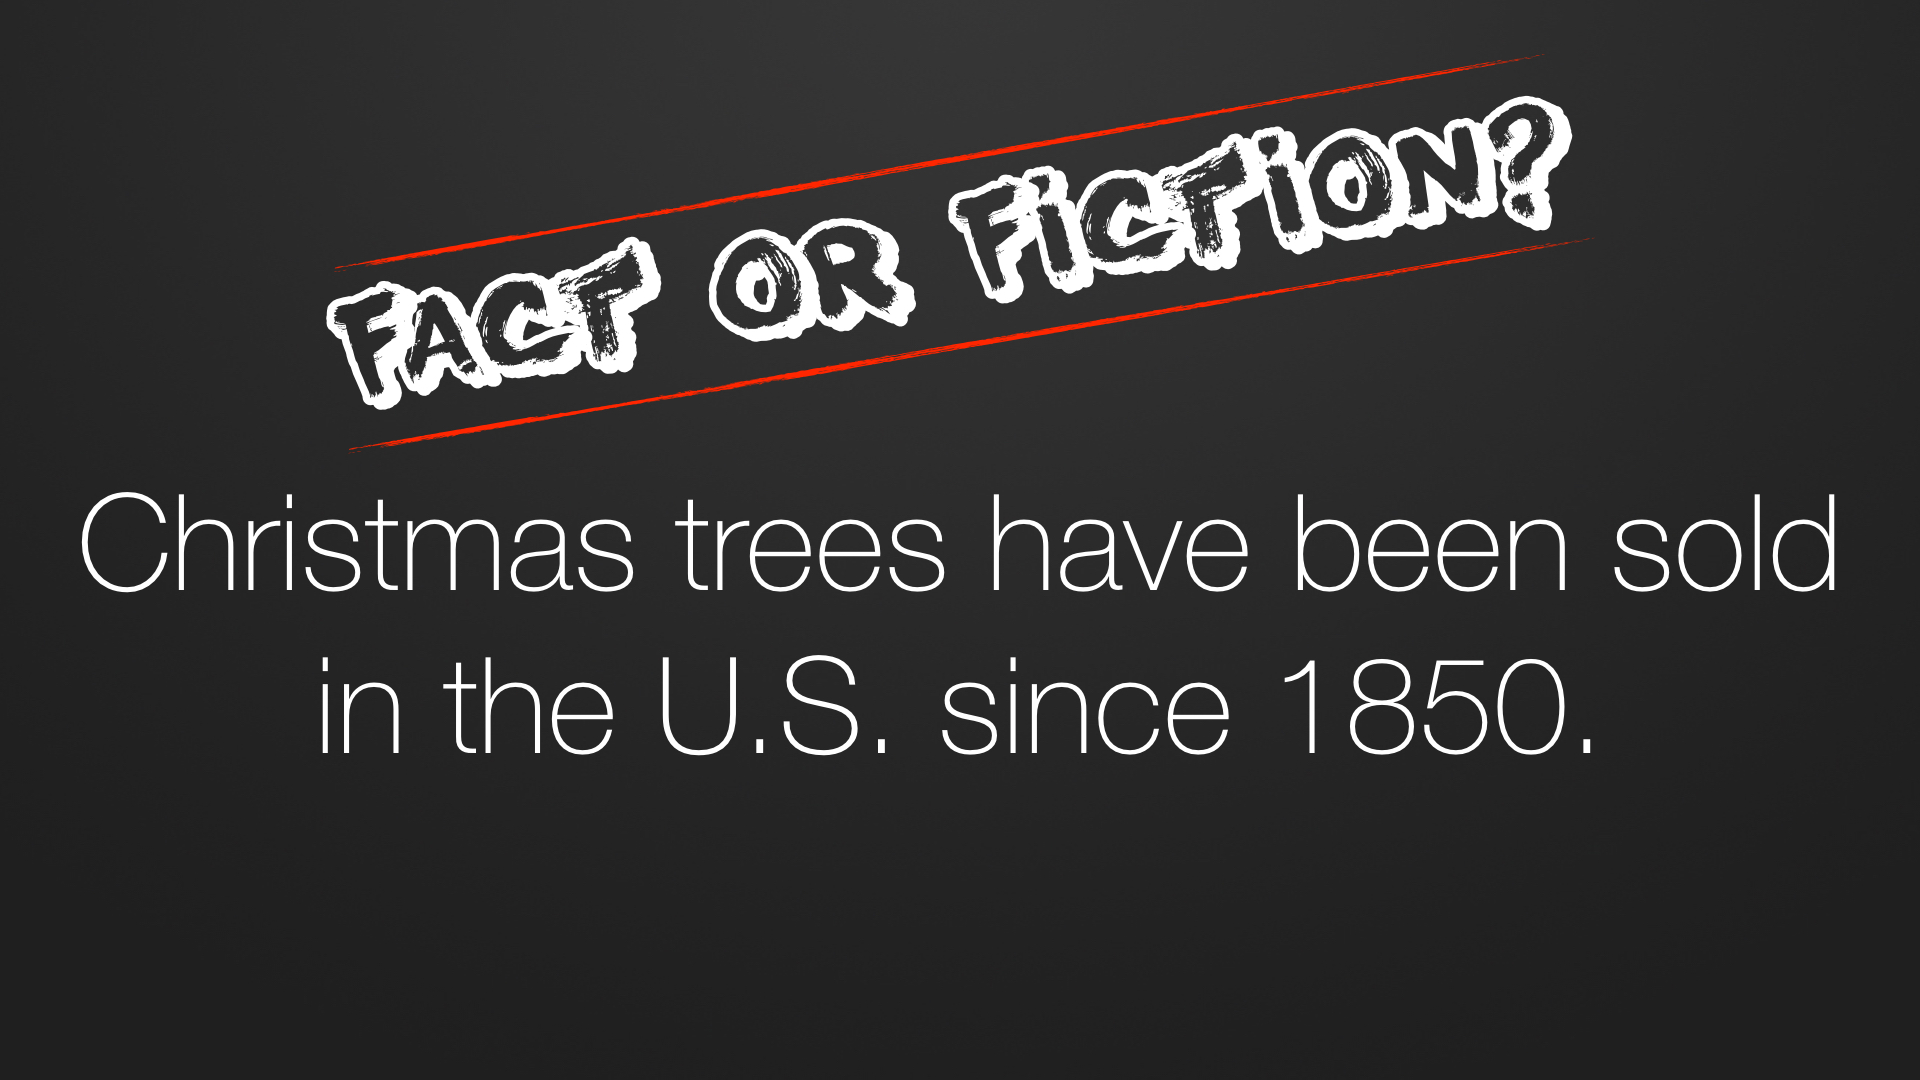 FACT OR FiCTiON?
Christmas trees have been sold
in the U.S. since 1850.